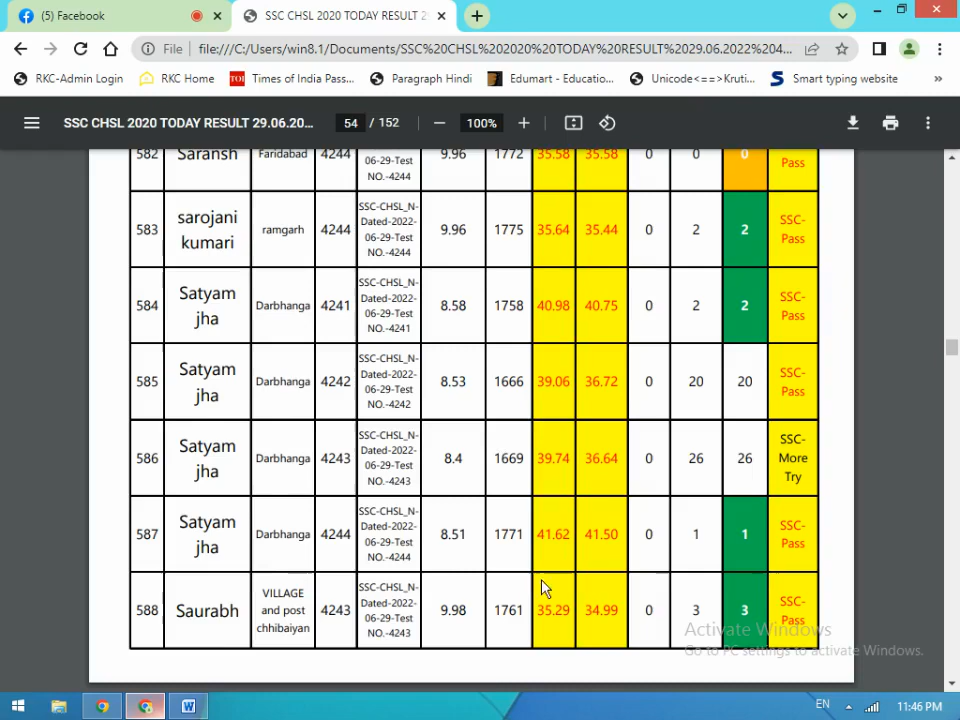 (5) Facebook
SSC CHSL 2020 TODAY RESULT 29
File file:///C:/Users/win8.1/Documents/SSC%20CHSL%202020%20TODAY%20RESULT%2029.06.2022%204...
RKC-Admin Login RKC Home Times of India Pass... Paragraph Hindi Edumart - Educatio... Unicode<==>Kruti... Smart typing website »
SSC CHSL 2020 TODAY RESULT 29.06.20... 54 / 152 100%
582 Saransh Faridabad 4244 06-29-Test NO.-4244 9.96 1772 35.58 35.58 0 0 0 Pass
583 sarojani kumari ramgarh 4244 SSC-CHSL_N-Dated-2022-06-29-Test NO.-4244 9.96 1775 35.64 35.44 0 2 2 SSC-Pass
584 Satyam jha Darbhanga 4241 SSC-CHSL_N-Dated-2022-06-29-Test NO.-4241 8.58 1758 40.98 40.75 0 2 2 SSC-Pass
585 Satyam jha Darbhanga 4242 SSC-CHSL_N-Dated-2022-06-29-Test NO.-4242 8.53 1666 39.06 36.72 0 20 20 SSC-Pass
586 Satyam jha Darbhanga 4243 SSC-CHSL_N-Dated-2022-06-29-Test NO.-4243 8.4 1669 39.74 36.64 0 26 26 SSC-More Try
587 Satyam jha Darbhanga 4244 SSC-CHSL_N-Dated-2022-06-29-Test NO.-4244 8.51 1771 41.62 41.50 0 1 1 SSC-Pass
588 Saurabh VILLAGE and post chhibaiyan 4243 SSC-CHSL_N-Dated-2022-06-29-Test NO.-4243 9.98 1761 35.29 34.99 0 3 3 SSC-Pass
Activate Windows
Go to PC settings to activate Windows.
EN 11:46 PM